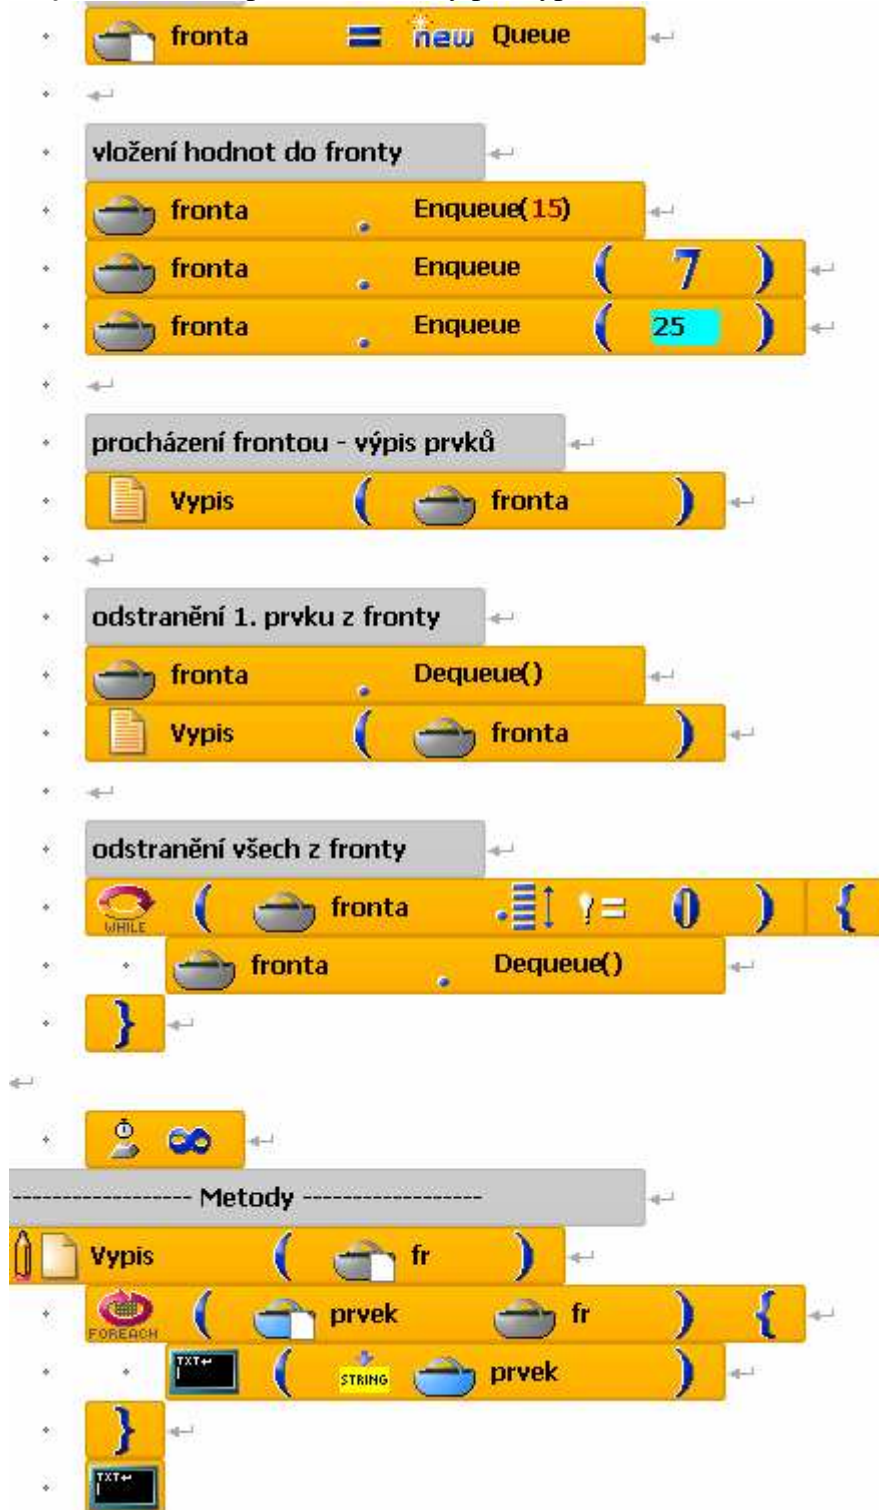 fronta = new Queue
vložení hodnot do fronty
fronta . Enqueue(15)
fronta . Enqueue ( 7 )
fronta . Enqueue ( 25 )
procházení frontou - výpis prvků
Vypis ( fronta )
odstranění 1. prvku z fronty
fronta . Dequeue()
Vypis ( fronta )
odstranění všech z fronty
WHILE ( fronta . ?= 0 ) {
fronta . Dequeue()
}
∞
------------------ Metody ------------------
Vypis ( fr )
FOREACH ( prvek fr ) {
TXT ( STRING prvek )
}
TXT